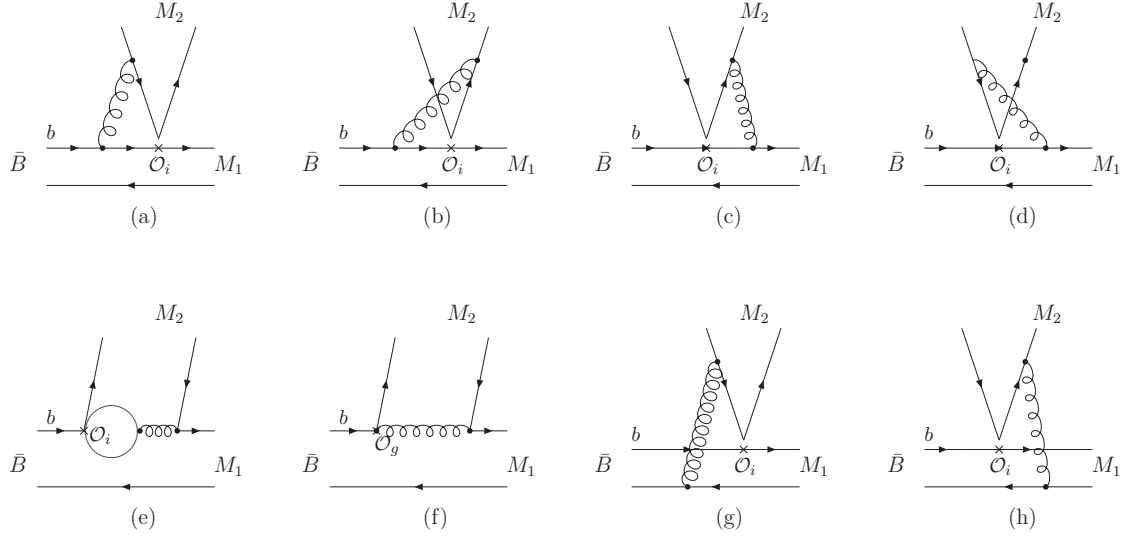 M₂ M₂ M₂ M₂
b b b b
B̄ 𝒪ᵢ M₁ B̄ 𝒪ᵢ M₁ B̄ 𝒪ᵢ M₁ B̄ 𝒪ᵢ M₁
(a) (b) (c) (d)
M₂ M₂ M₂ M₂
b 𝒪ᵢ b 𝒪g b b
B̄ M₁ B̄ M₁ B̄ 𝒪ᵢ M₁ B̄ 𝒪ᵢ M₁
(e) (f) (g) (h)